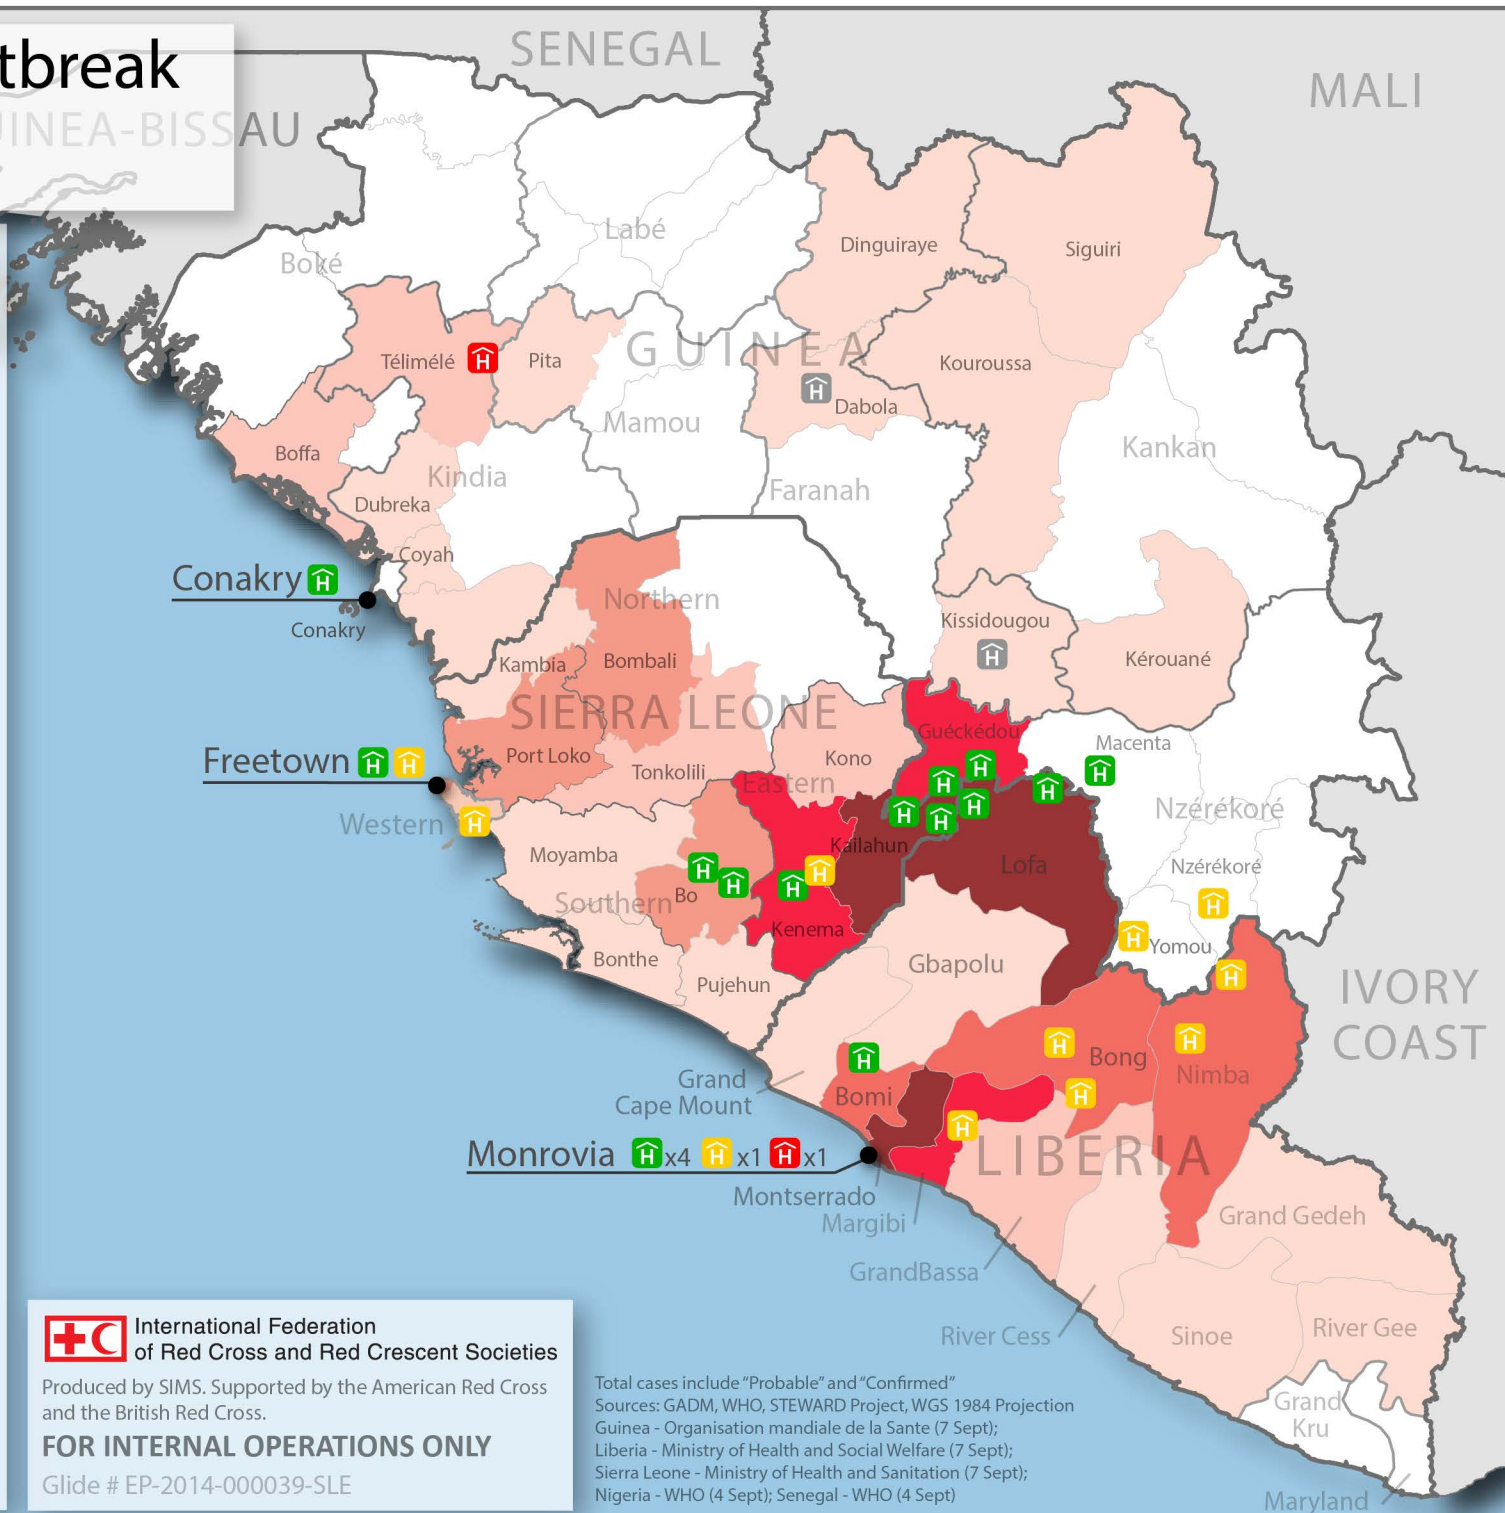 tbreak
SENEGAL
MALI
UINEA-BISSAU
Labé
Boké
Dinguiraye
Siguiri
GUINEA
Télimélé
Pita
Kouroussa
Dabola
Mamou
Kankan
Boffa
Kindia
Faranah
Dubreka
Coyah
Conakry
Conakry
Northern
Kissidougou
Kambia
Bombali
Kérouané
SIERRA LEONE
Guéckédou
Macenta
Freetown
Port Loko
Tonkolili
Kono
Eastern
Nzérékoré
Western
Kailahun
Moyamba
Lofa
Nzérékoré
Bo
Southern
Kenema
Yomou
Bonthe
Gbapolu
Pujehun
IVORY
COAST
Bong
Nimba
Grand
Cape Mount
Bomi
Monrovia x4 x1 x1
LIBERIA
Montserrado
Margibi
Grand Gedeh
GrandBassa
River Cess
Sinoe
River Gee
Grand
Kru
Maryland
International Federation
of Red Cross and Red Crescent Societies
Produced by SIMS. Supported by the American Red Cross
and the British Red Cross.
FOR INTERNAL OPERATIONS ONLY
Glide # EP-2014-000039-SLE
Total cases include “Probable” and “Confirmed”
Sources: GADM, WHO, STEWARD Project, WGS 1984 Projection
Guinea - Organisation mandiale de la Sante (7 Sept);
Liberia - Ministry of Health and Social Welfare (7 Sept);
Sierra Leone - Ministry of Health and Sanitation (7 Sept);
Nigeria - WHO (4 Sept); Senegal - WHO (4 Sept)